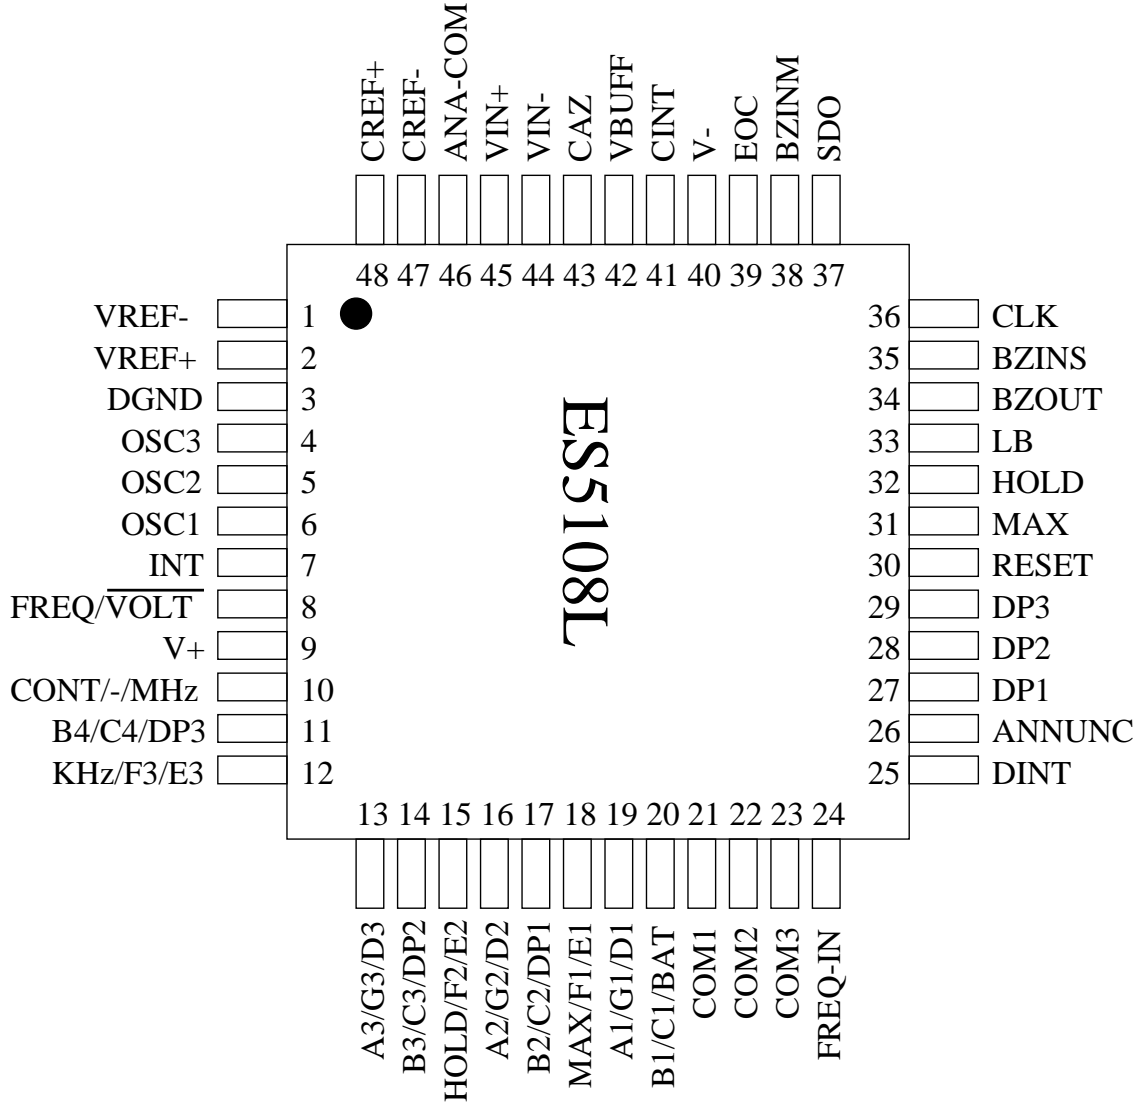 CREF+
CREF-
ANA-COM
VIN+
VIN-
CAZ
VBUFF
CINT
V-
EOC
BZINM
SDO
48 47 46 45 44 43 42 41 40 39 38 37
VREF- 1
VREF+ 2
DGND 3
OSC3 4
OSC2 5
OSC1 6
INT 7
FREQ/VOLT 8
V+ 9
CONT/-/MHz 10
B4/C4/DP3 11
KHz/F3/E3 12
ES5108L
36 CLK
35 BZINS
34 BZOUT
33 LB
32 HOLD
31 MAX
30 RESET
29 DP3
28 DP2
27 DP1
26 ANNUNC
25 DINT
13 14 15 16 17 18 19 20 21 22 23 24
A3/G3/D3
B3/C3/DP2
HOLD/F2/E2
A2/G2/D2
B2/C2/DP1
MAX/F1/E1
A1/G1/D1
B1/C1/BAT
COM1
COM2
COM3
FREQ-IN